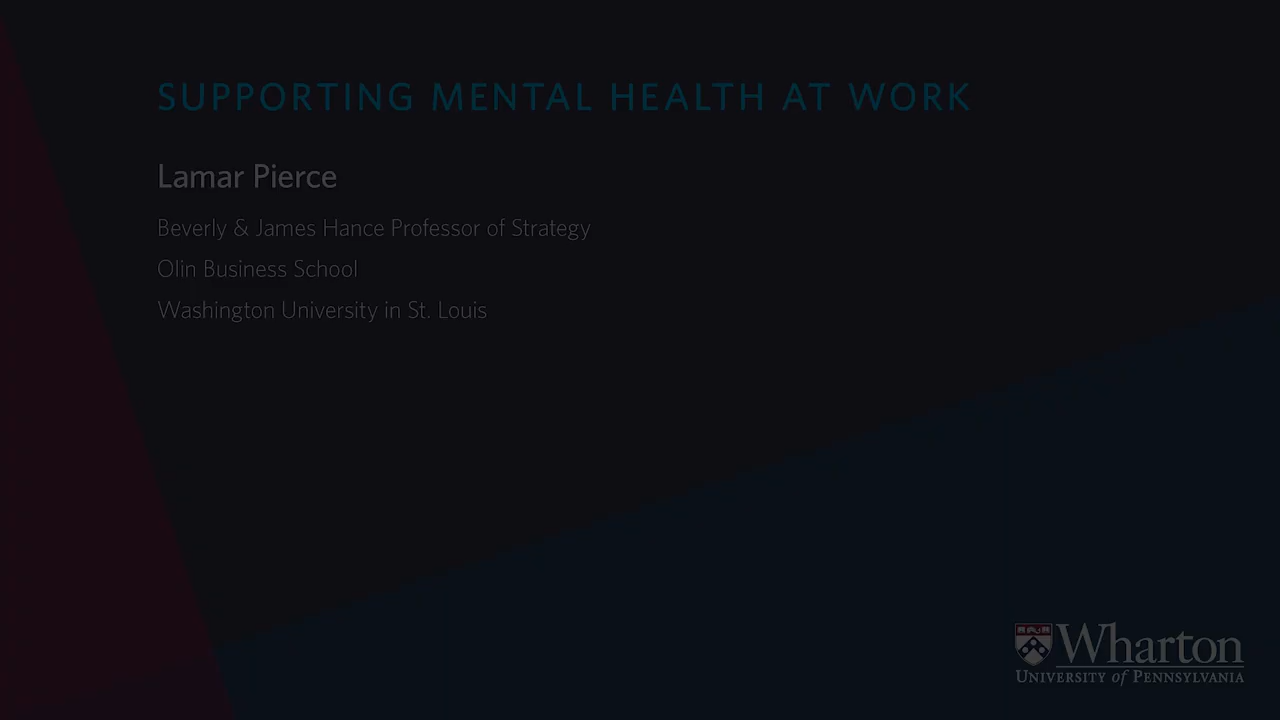 SUPPORTING MENTAL HEALTH AT WORK
Lamar Pierce
Beverly & James Hance Professor of Strategy
Olin Business School
Washington University in St. Louis
Wharton
UNIVERSITY of PENNSYLVANIA